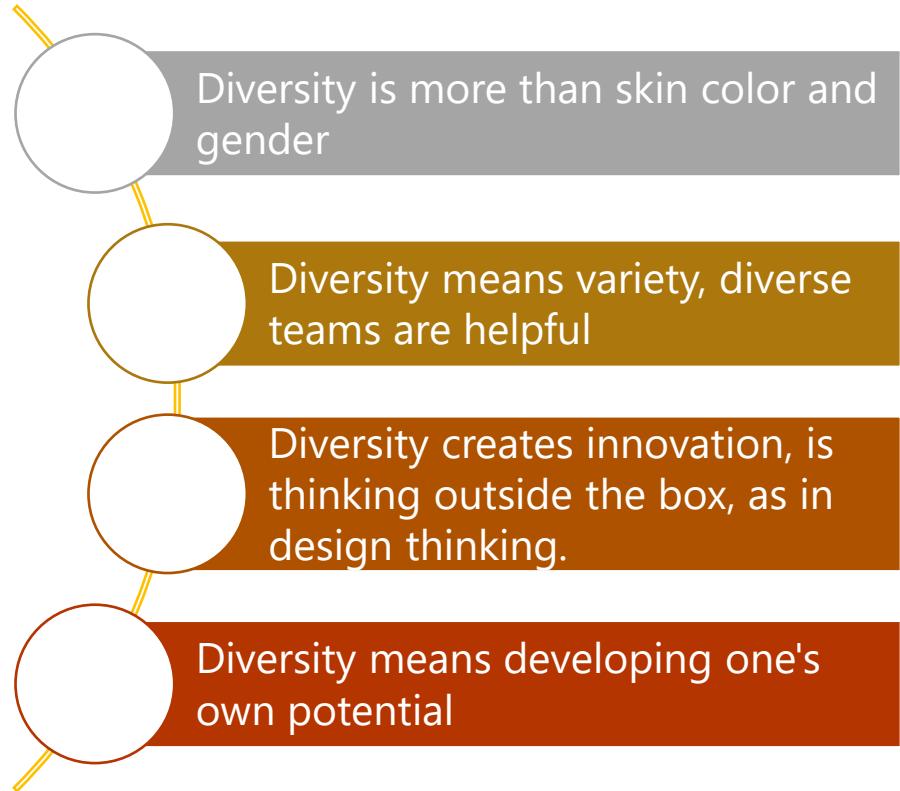 Diversity is more than skin color and
gender
Diversity means variety, diverse
teams are helpful
Diversity creates innovation, is
thinking outside the box, as in
design thinking.
Diversity means developing one's
own potential